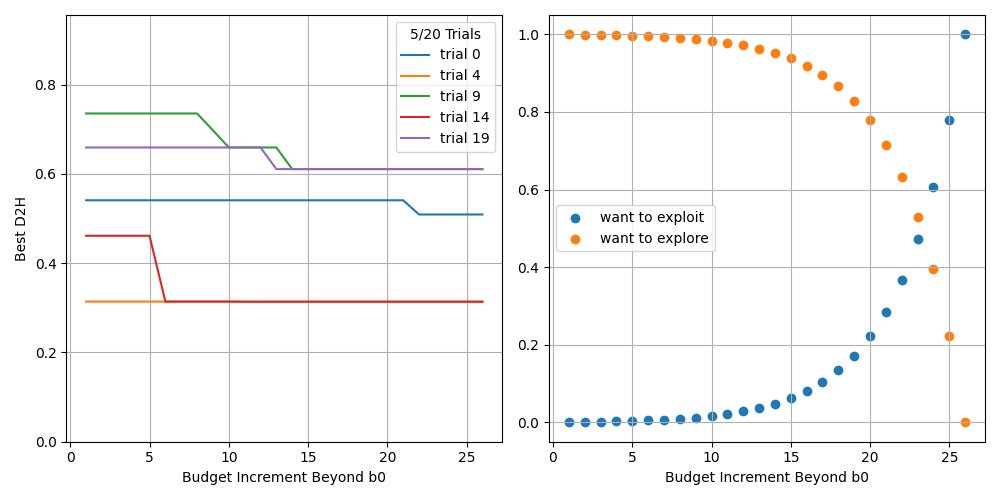 5/20 Trials
trial 0
trial 4
trial 9
trial 14
trial 19
0.8
0.6
0.4
0.2
0.0
Best D2H
0
5
10
15
20
25
Budget Increment Beyond b0
1.0
0.8
0.6
0.4
0.2
0.0
want to exploit
want to explore
0
5
10
15
20
25
Budget Increment Beyond b0